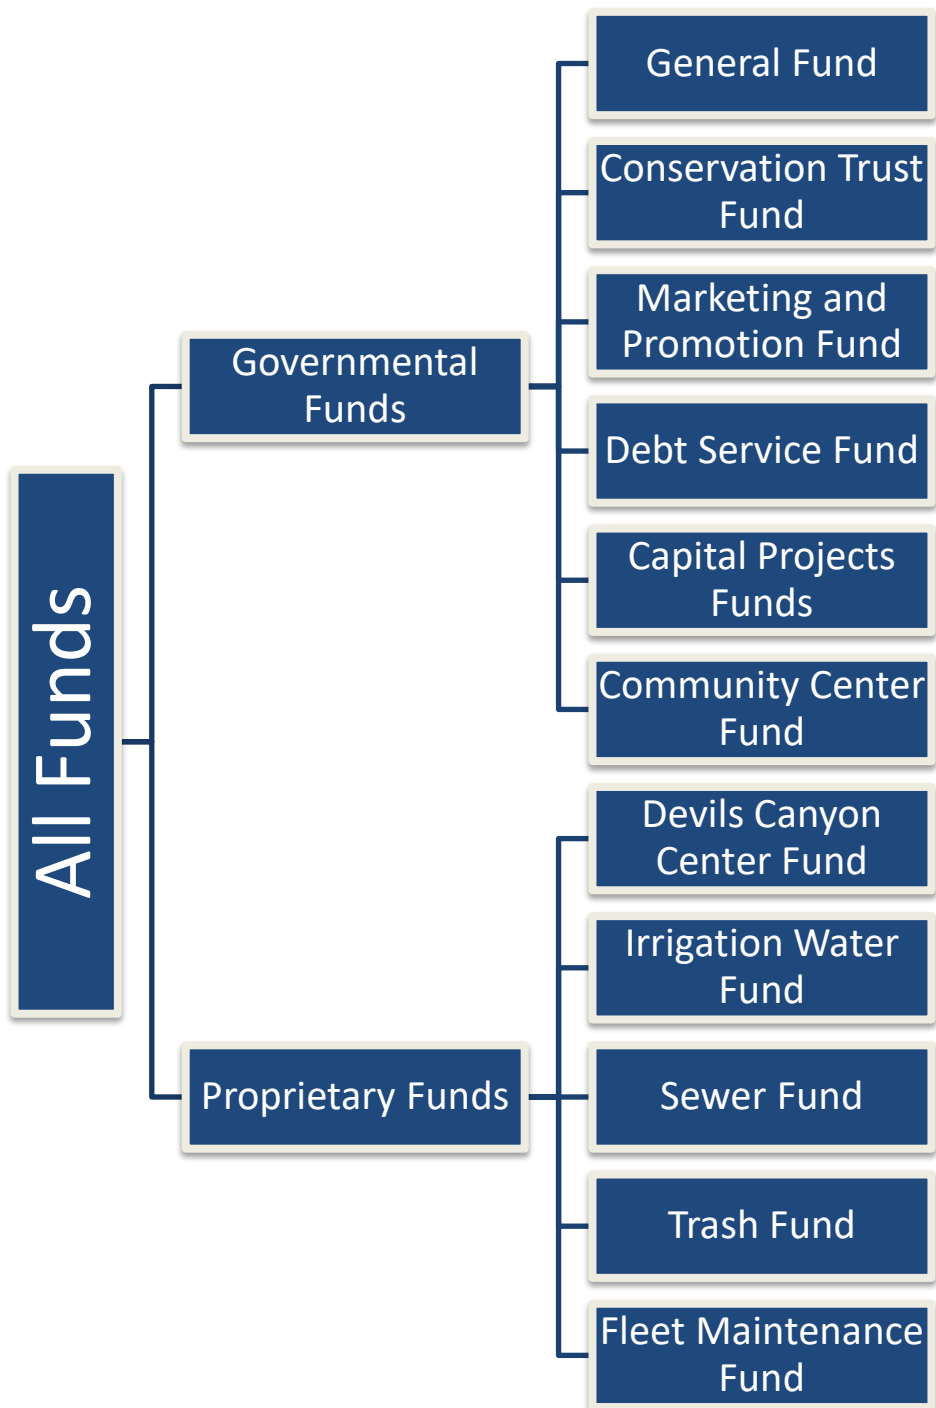 All Funds
Governmental
Funds
General Fund
Conservation Trust
Fund
Marketing and
Promotion Fund
Debt Service Fund
Capital Projects
Funds
Community Center
Fund
Proprietary Funds
Devils Canyon
Center Fund
Irrigation Water
Fund
Sewer Fund
Trash Fund
Fleet Maintenance
Fund